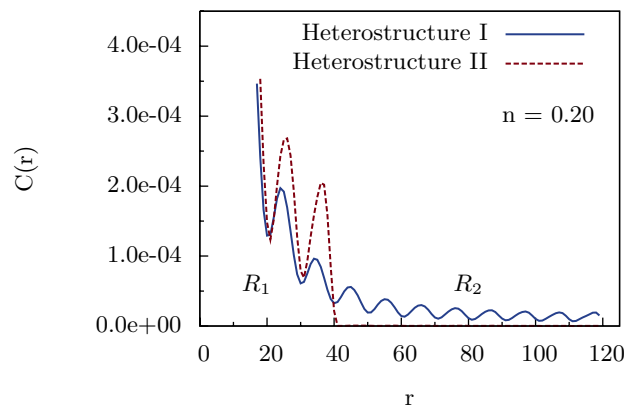 4.0e-04
3.0e-04
2.0e-04
1.0e-04
0.0e+00
C(r)
Heterostructure I
Heterostructure II
n = 0.20
R1
R2
0 20 40 60 80 100 120
r